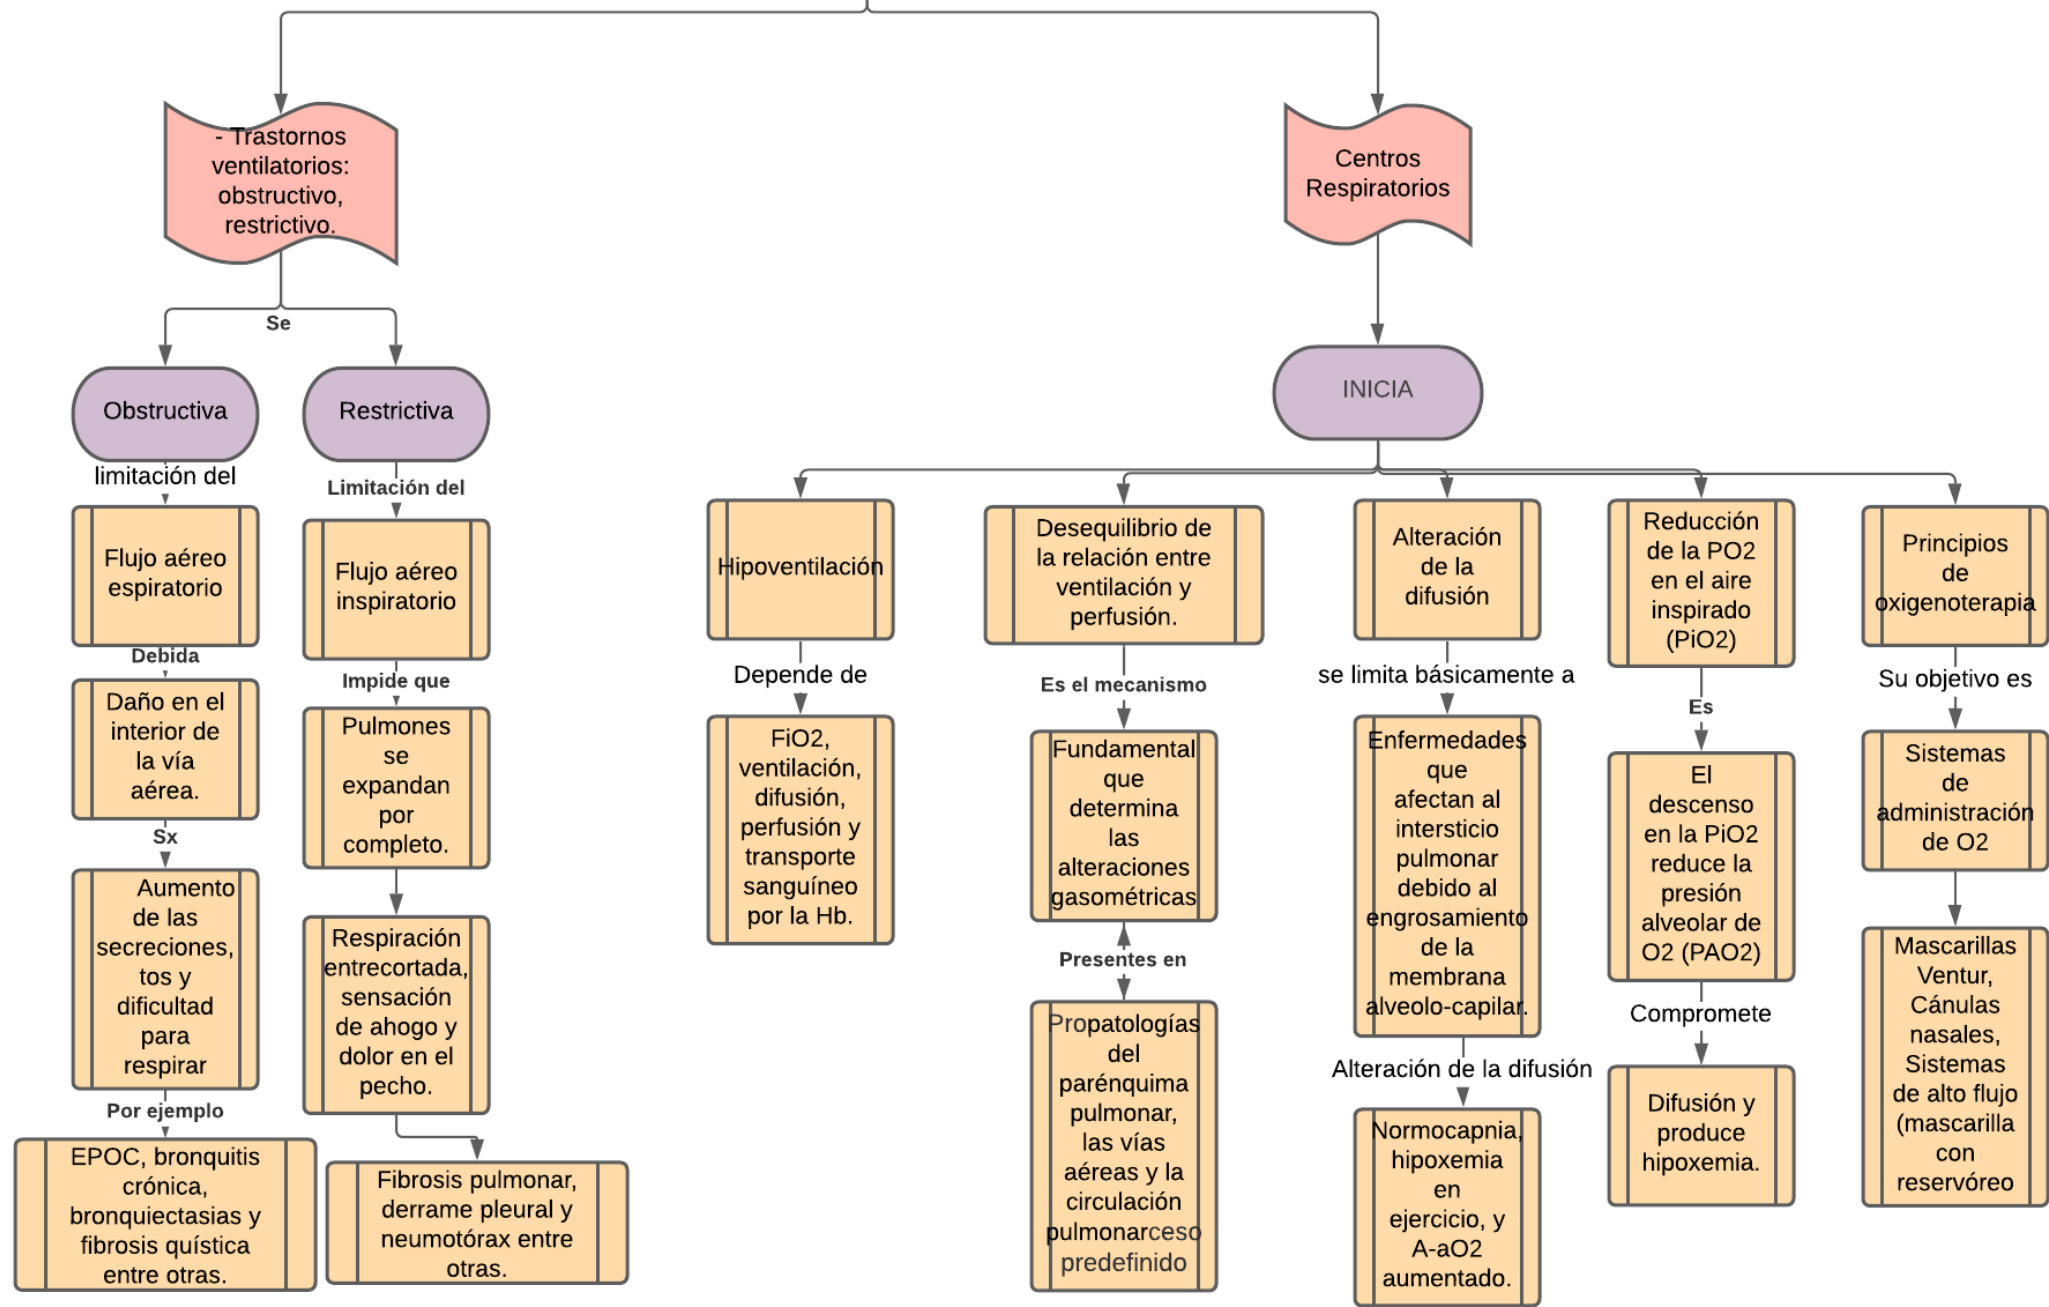 - Trastornos
ventilatorios:
obstructivo,
restrictivo.
Se
Obstructiva
limitación del
Flujo aéreo
espiratorio
Debida
Daño en el
interior de
la vía
aérea.
Sx
Aumento
de las
secreciones,
tos y
dificultad
para
respirar
Por ejemplo
EPOC, bronquitis
crónica,
bronquiectasias y
fibrosis quística
entre otras.
Restrictiva
Limitación del
Flujo aéreo
inspiratorio
Impide que
Pulmones
se
expandan
por
completo.
Respiración
entrecortada,
sensación
de ahogo y
dolor en el
pecho.
Fibrosis pulmonar,
derrame pleural y
neumotórax entre
otras.
Centros
Respiratorios
INICIA
Hipoventilación
Depende de
FiO2,
ventilación,
difusión,
perfusión y
transporte
sanguíneo
por la Hb.
Desequilibrio de
la relación entre
ventilación y
perfusión.
Es el mecanismo
Fundamental
que
determina
las
alteraciones
gasométricas
Presentes en
Propatologías
del
parénquima
pulmonar,
las vías
aéreas y la
circulación
pulmonarceso
predefinido
Alteración
de la
difusión
se limita básicamente a
Enfermedades
que
afectan al
intersticio
pulmonar
debido al
engrosamiento
de la
membrana
alveolo-capilar.
Alteración de la difusión
Normocapnia,
hipoxemia
en
ejercicio, y
A-aO2
aumentado.
Reducción
de la PO2
en el aire
inspirado
(PiO2)
Es
El
descenso
en la PiO2
reduce la
presión
alveolar de
O2 (PAO2)
Compromete
Difusión y
produce
hipoxemia.
Principios
de
oxigenoterapia
Su objetivo es
Sistemas
de
administración
de O2
Mascarillas
Ventur,
Cánulas
nasales,
Sistemas
de alto flujo
(mascarilla
con
reservóreo